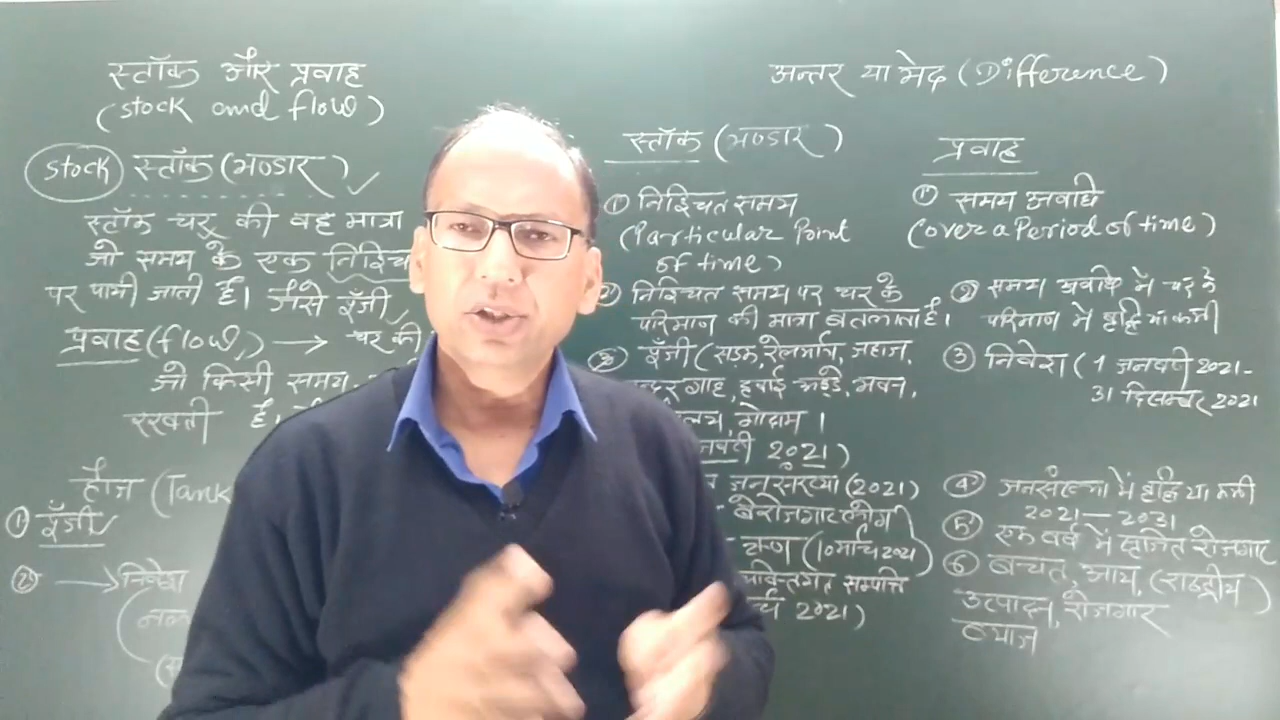 स्टॉक और प्रवाह
(stock and flow)
stock स्टॉक (भण्डार)
स्टॉक चर की वह मात्रा
जो समय के एक निश्चि
पर पायी जाती है। जैसे पूँजी
प्रवाह (flow) → चर की
जो किसी समय
रखती है।
हौज (Tank
① पूँजी
② → निवेश
अन्तर या भेद (Difference)
स्टॉक (भण्डार)
① निश्चित समय
(Particular Point
of time)
② निश्चित समय पर चर के
परिमाण की मात्रा बतलाता है।
③ पूँजी (सड़क, रेलमार्ग, जहाज,
गाह, हवाई अड्डे, भवन,
लय, गोदाम।
नवरी 2021)
जनसंख्या (2021)
बेरोजगार लोग
ऋण (10 मार्च 2021)
व्यक्तिगत सम्पत्ति
र्च 2021)
प्रवाह
① समय अवधि
(over a Period of time)
② समय अवधि में चर के
परिमाण में वृद्धि या कमी
③ निवेश (1 जनवरी 2021-
31 दिसम्बर 2021
④ जनसंख्या में वृद्धि या कमी
2021 - 2031
⑤ एक वर्ष में सृजित रोजगार
⑥ बचत, आय, (राष्ट्रीय)
उत्पादन, रोजगार
ब्याज